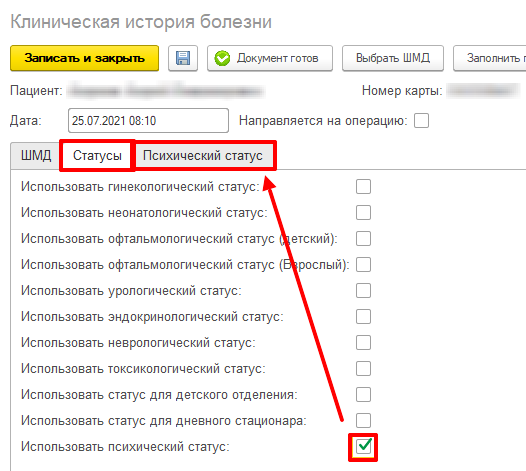 Клиническая история болезни
Записать и закрыть Документ готов Выбрать ШМД Заполнить
Пациент: Номер карты:
Дата: 25.07.2021 08:10 Направляется на операцию:
ШМД Статусы Психический статус
Использовать гинекологический статус:
Использовать неонатологический статус:
Использовать офтальмологический статус (детский):
Использовать офтальмологический статус (Взрослый):
Использовать урологический статус:
Использовать эндокринологический статус:
Использовать неврологический статус:
Использовать токсикологический статус:
Использовать статус для детского отделения:
Использовать статус для дневного стационара:
Использовать психический статус: